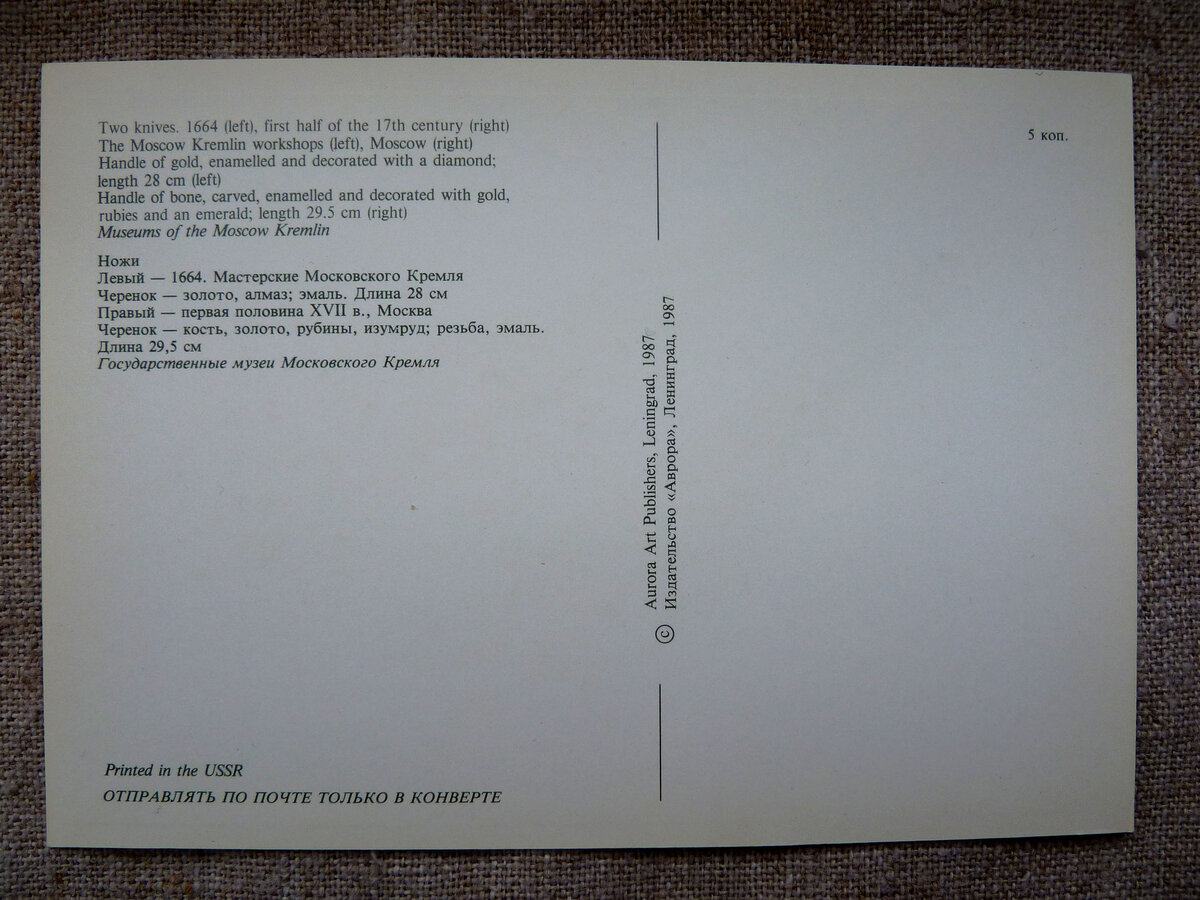 Two knives. 1664 (left), first half of the 17th century (right)
The Moscow Kremlin workshops (left), Moscow (right)
Handle of gold, enamelled and decorated with a diamond;
length 28 cm (left)
Handle of bone, carved, enamelled and decorated with gold,
rubies and an emerald; length 29.5 cm (right)
Museums of the Moscow Kremlin
Ножи
Левый — 1664. Мастерские Московского Кремля
Черенок — золото, алмаз; эмаль. Длина 28 см
Правый — первая половина XVII в., Москва
Черенок — кость, золото, рубины, изумруд; резьба, эмаль.
Длина 29,5 см
Государственные музеи Московского Кремля
Printed in the USSR
ОТПРАВЛЯТЬ ПО ПОЧТЕ ТОЛЬКО В КОНВЕРТЕ
© Aurora Art Publishers, Leningrad, 1987
Издательство «Аврора», Ленинград, 1987
5 коп.